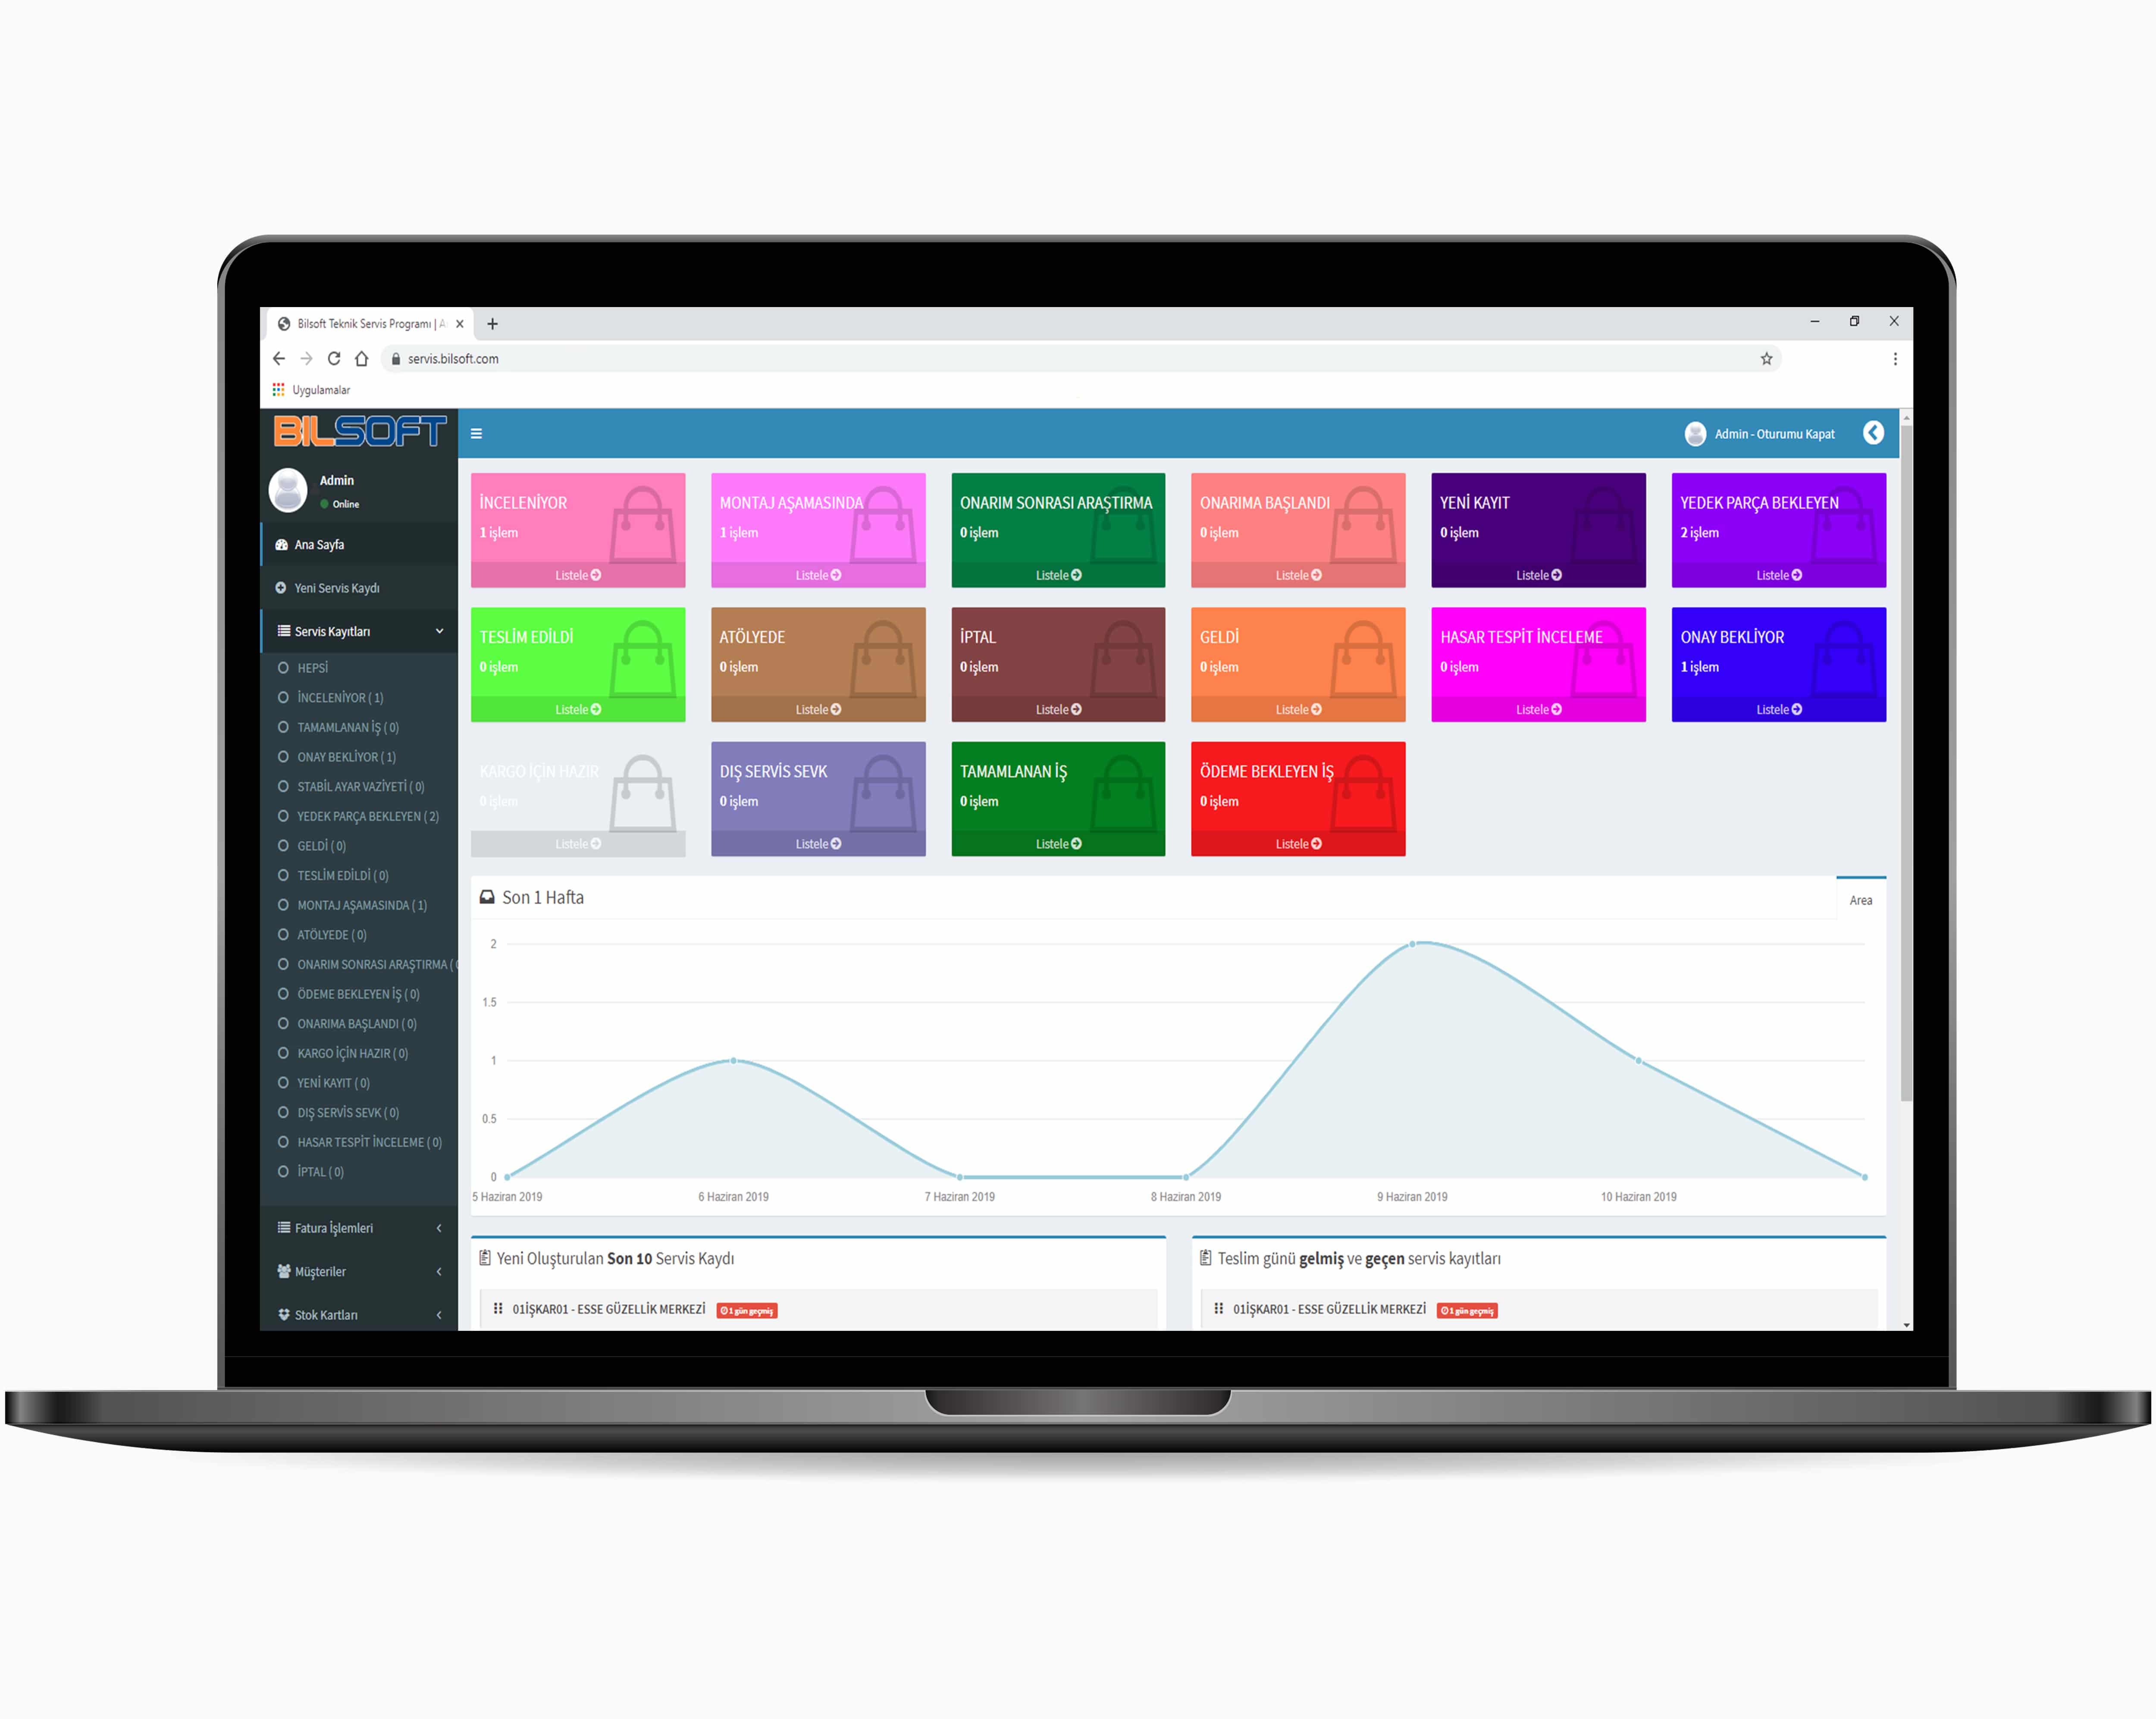 Bilsoft Teknik Servis Programı | A
servis.bilsoft.com
Uygulamalar
BILSOFT
Admin - Oturumu Kapat
Admin
Online
Ana Sayfa
Yeni Servis Kaydı
Servis Kayıtları
HEPSİ
İNCELENİYOR ( 1)
TAMAMLANAN İŞ ( 0)
ONAY BEKLİYOR ( 1)
STABİL AYAR VAZİYETİ ( 0)
YEDEK PARÇA BEKLEYEN ( 2)
GELDİ ( 0)
TESLİM EDİLDİ ( 0)
MONTAJ AŞAMASINDA ( 1)
ATÖLYEDE ( 0)
ONARIM SONRASI ARAŞTIRMA (
ÖDEME BEKLEYEN İŞ ( 0)
ONARIMA BAŞLANDI ( 0)
KARGO İÇİN HAZIR ( 0)
YENİ KAYIT ( 0)
DIŞ SERVİS SEVK ( 0)
HASAR TESPİT İNCELEME ( 0)
İPTAL ( 0)
Fatura İşlemleri
Müşteriler
Stok Kartları
İNCELENİYOR
1 işlem
Listele
MONTAJ AŞAMASINDA
1 işlem
Listele
ONARIM SONRASI ARAŞTIRMA
0 işlem
Listele
ONARIMA BAŞLANDI
0 işlem
Listele
YENİ KAYIT
0 işlem
Listele
YEDEK PARÇA BEKLEYEN
2 işlem
Listele
TESLİM EDİLDİ
0 işlem
Listele
ATÖLYEDE
0 işlem
Listele
İPTAL
0 işlem
Listele
GELDİ
0 işlem
Listele
HASAR TESPİT İNCELEME
0 işlem
Listele
ONAY BEKLİYOR
1 işlem
Listele
KARGO İÇİN HAZIR
0 işlem
Listele
DIŞ SERVİS SEVK
0 işlem
Listele
TAMAMLANAN İŞ
0 işlem
Listele
ÖDEME BEKLEYEN İŞ
0 işlem
Listele
Son 1 Hafta
Area
2
1.5
1
0.5
0
5 Haziran 2019
6 Haziran 2019
7 Haziran 2019
8 Haziran 2019
9 Haziran 2019
10 Haziran 2019
Yeni Oluşturulan Son 10 Servis Kaydı
01İŞKAR01 - ESSE GÜZELLİK MERKEZİ 1 gün geçmiş
Teslim günü gelmiş ve geçen servis kayıtları
01İŞKAR01 - ESSE GÜZELLİK MERKEZİ 1 gün geçmiş